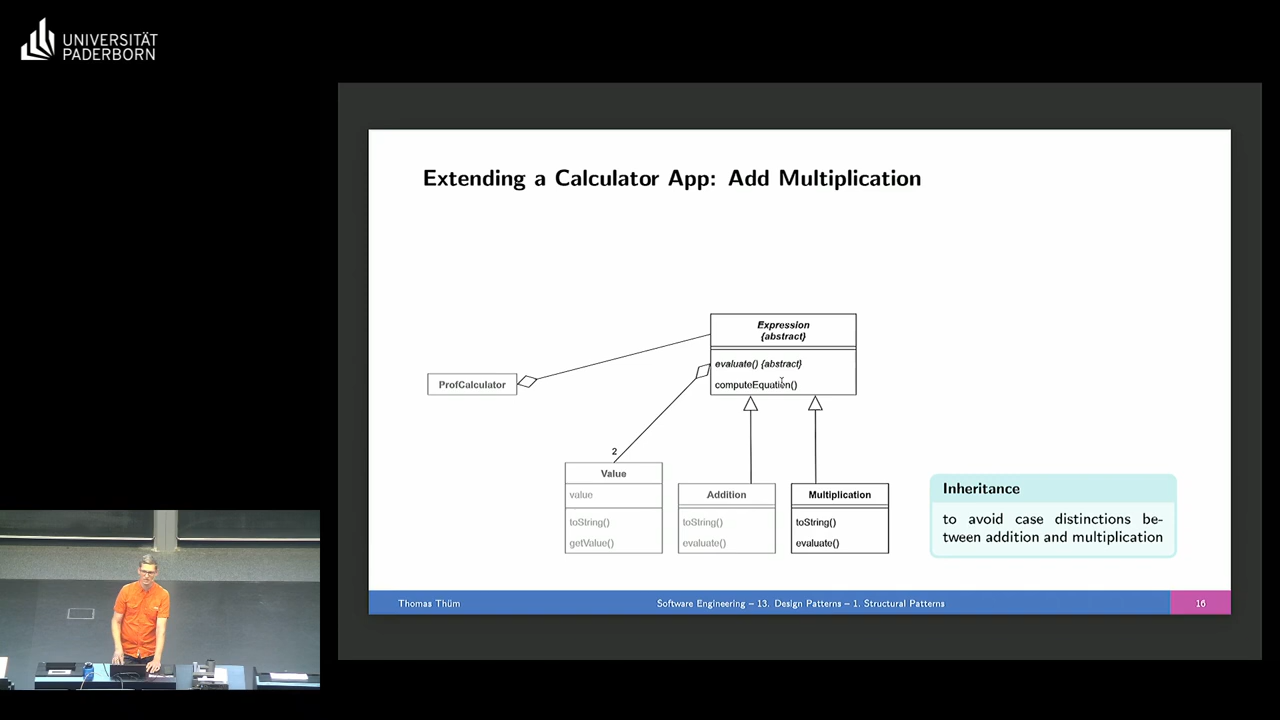 UNIVERSITÄT
PADERBORN
Extending a Calculator App: Add Multiplication
Expression
{abstract}
evaluate() {abstract}
computeEquation()
ProfCalculator
2
Value
value
toString()
getValue()
Addition
toString()
evaluate()
Multiplication
toString()
evaluate()
Inheritance
to avoid case distinctions be-
tween addition and multiplication
Thomas Thüm
Software Engineering – 13. Design Patterns – 1. Structural Patterns
16